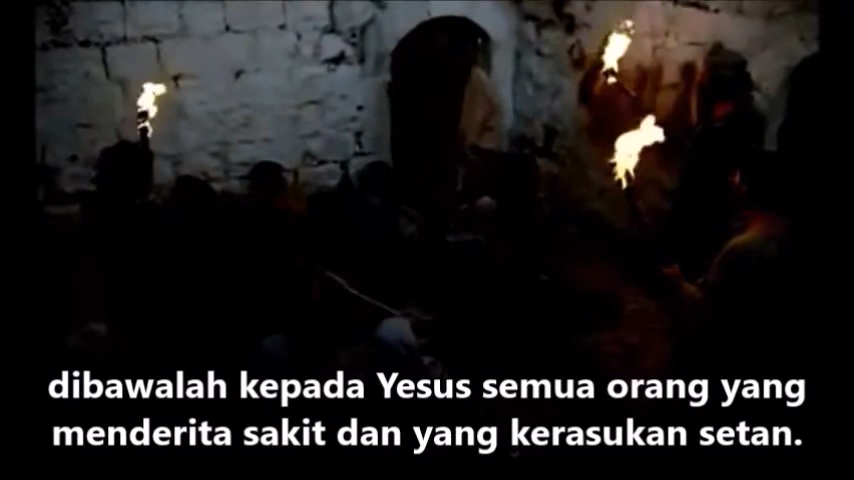 dibawalah kepada Yesus semua orang yang
menderita sakit dan yang kerasukan setan.